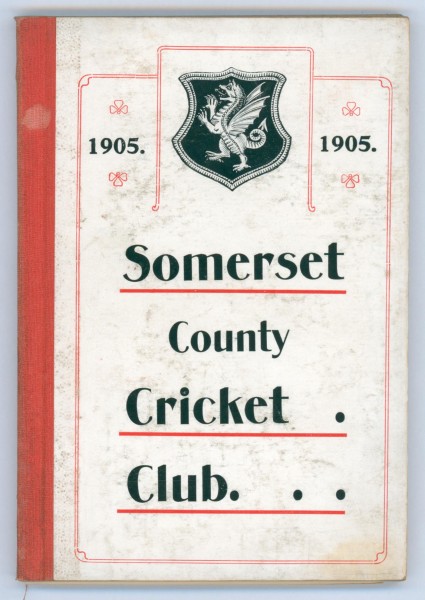 1905. 1905.
Somerset
County
Cricket .
Club. . .